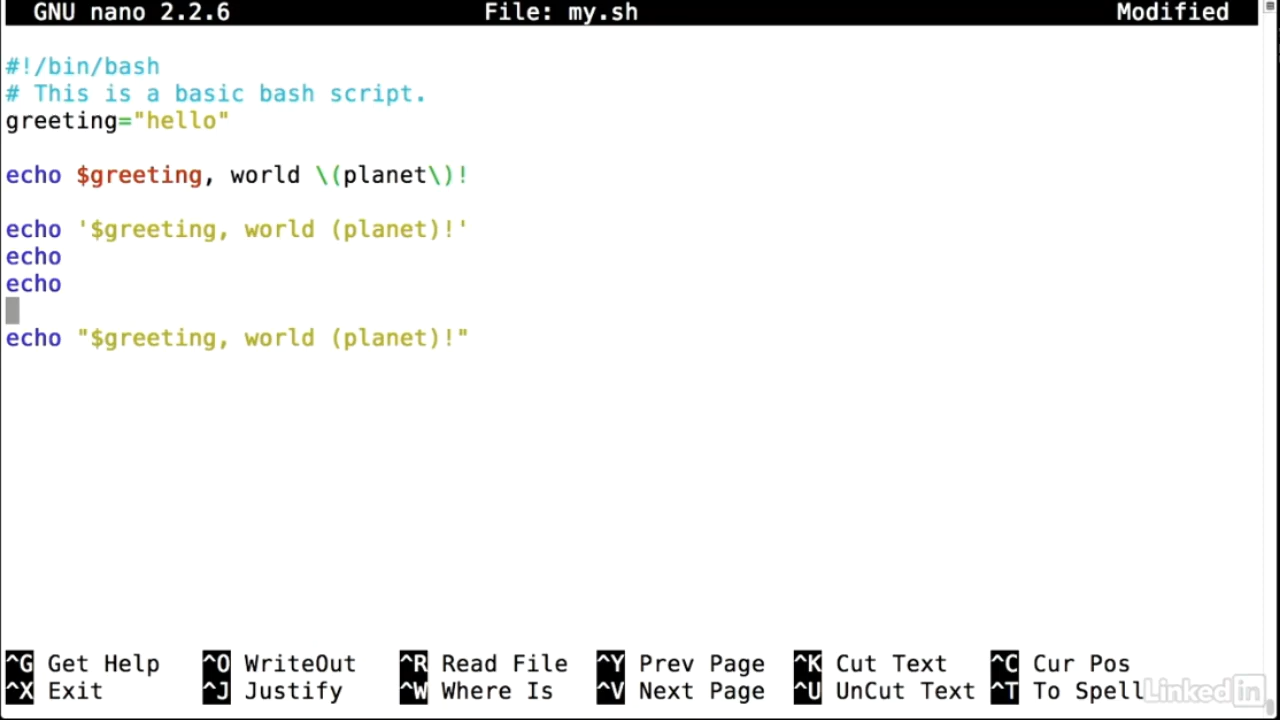 GNU nano 2.2.6 File: my.sh Modified
#!/bin/bash
# This is a basic bash script.
greeting="hello"
echo $greeting, world \(planet\)!
echo '$greeting, world (planet)!'
echo
echo
echo "$greeting, world (planet)!"
^G Get Help ^O WriteOut ^R Read File ^Y Prev Page ^K Cut Text ^C Cur Pos
^X Exit ^J Justify ^W Where Is ^V Next Page ^U UnCut Text ^T To Spell
LinkedIn